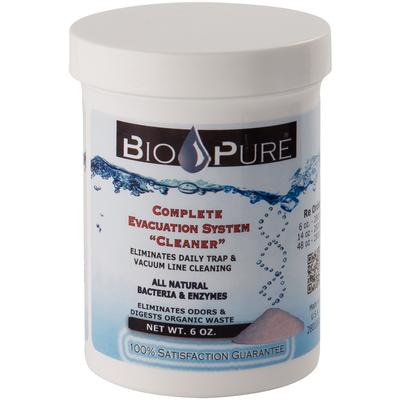 BIO PURE®
COMPLETE
EVACUATION SYSTEM
"CLEANER"
ELIMINATES DAILY TRAP &
VACUUM LINE CLEANING
ALL NATURAL
BACTERIA & ENZYMES
ELIMINATES ODORS &
DIGESTS ORGANIC WASTE
NET WT. 6 OZ.
100% SATISFACTION GUARANTEE
Re
6 oz.
14 oz
48 oz
Made
U.S.